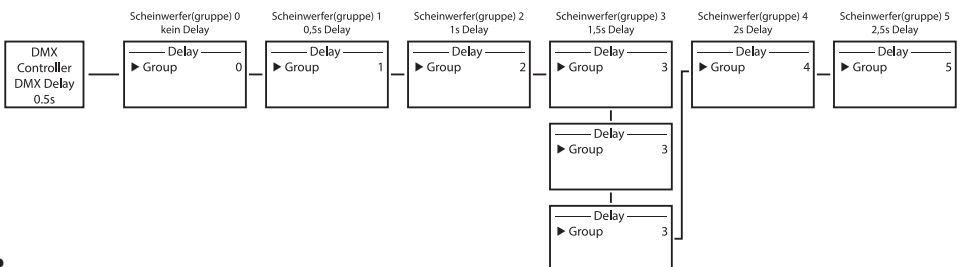 Scheinwerfer(gruppe) 0
kein Delay
Scheinwerfer(gruppe) 1
0,5s Delay
Scheinwerfer(gruppe) 2
1s Delay
Scheinwerfer(gruppe) 3
1,5s Delay
Scheinwerfer(gruppe) 4
2s Delay
Scheinwerfer(gruppe) 5
2,5s Delay
DMX
Controller
DMX Delay
0.5s
Delay
▶ Group 0
Delay
▶ Group 1
Delay
▶ Group 2
Delay
▶ Group 3
Delay
▶ Group 4
Delay
▶ Group 5
Delay
▶ Group 3
Delay
▶ Group 3